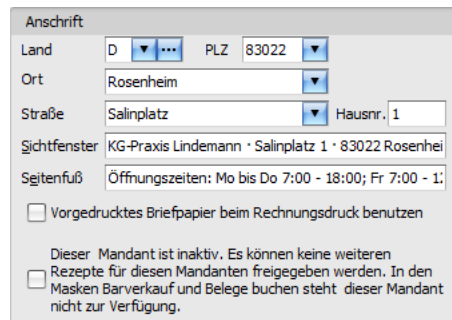 Anschrift
Land D ... PLZ 83022
Ort Rosenheim
Straße Salinplatz Hausnr. 1
Sichtfenster KG-Praxis Lindemann · Salinplatz 1 · 83022 Rosenhei
Seitenfuß Öffnungszeiten: Mo bis Do 7:00 - 18:00; Fr 7:00 - 1
Vorgedrucktes Briefpapier beim Rechnungsdruck benutzen
Dieser Mandant ist inaktiv. Es können keine weiteren
Rezepte für diesen Mandanten freigegeben werden. In den
Masken Barverkauf und Belege buchen steht dieser Mandant
nicht zur Verfügung.